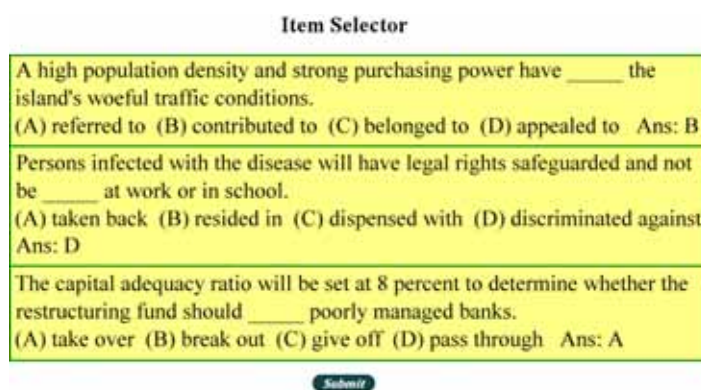 Item Selector
A high population density and strong purchasing power have _____ the
island's woeful traffic conditions.
(A) referred to (B) contributed to (C) belonged to (D) appealed to Ans: B
Persons infected with the disease will have legal rights safeguarded and not
be _____ at work or in school.
(A) taken back (B) resided in (C) dispensed with (D) discriminated against
Ans: D
The capital adequacy ratio will be set at 8 percent to determine whether the
restructuring fund should _____ poorly managed banks.
(A) take over (B) break out (C) give off (D) pass through Ans: A
Submit